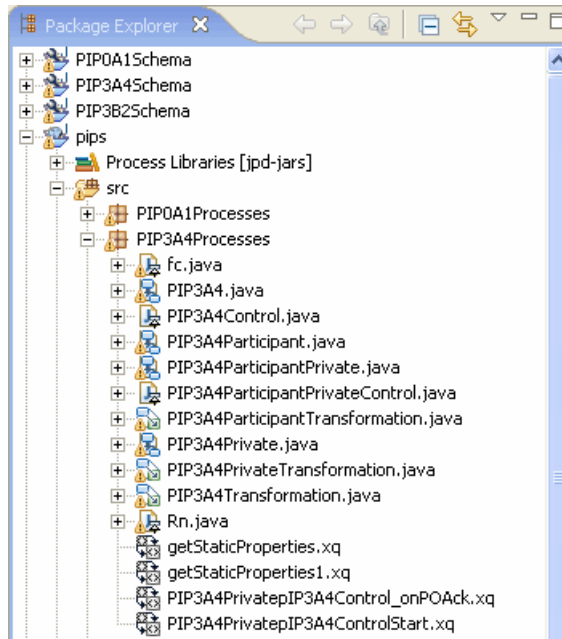 Package Explorer
PIP0A1Schema
PIP3A4Schema
PIP3B2Schema
pips
Process Libraries [jpd-jars]
src
PIP0A1Processes
PIP3A4Processes
fc.java
PIP3A4.java
PIP3A4Control.java
PIP3A4Participant.java
PIP3A4ParticipantPrivate.java
PIP3A4ParticipantPrivateControl.java
PIP3A4ParticipantTransformation.java
PIP3A4Private.java
PIP3A4PrivateTransformation.java
PIP3A4Transformation.java
Rn.java
getStaticProperties.xq
getStaticProperties1.xq
PIP3A4PrivatepIP3A4Control_onPOAck.xq
PIP3A4PrivatepIP3A4ControlStart.xq